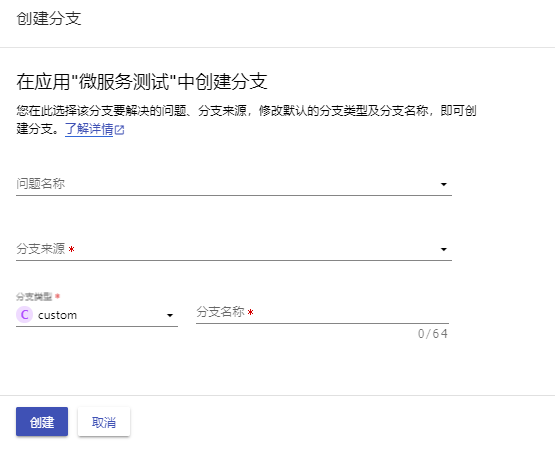 创建分支
在应用"微服务测试"中创建分支
您在此选择该分支要解决的问题、分支来源，修改默认的分支类型及分支名称，即可创
建分支。了解详情
问题名称
分支来源 *
分支类型 *
C custom
分支名称 *
0/64
创建 取消